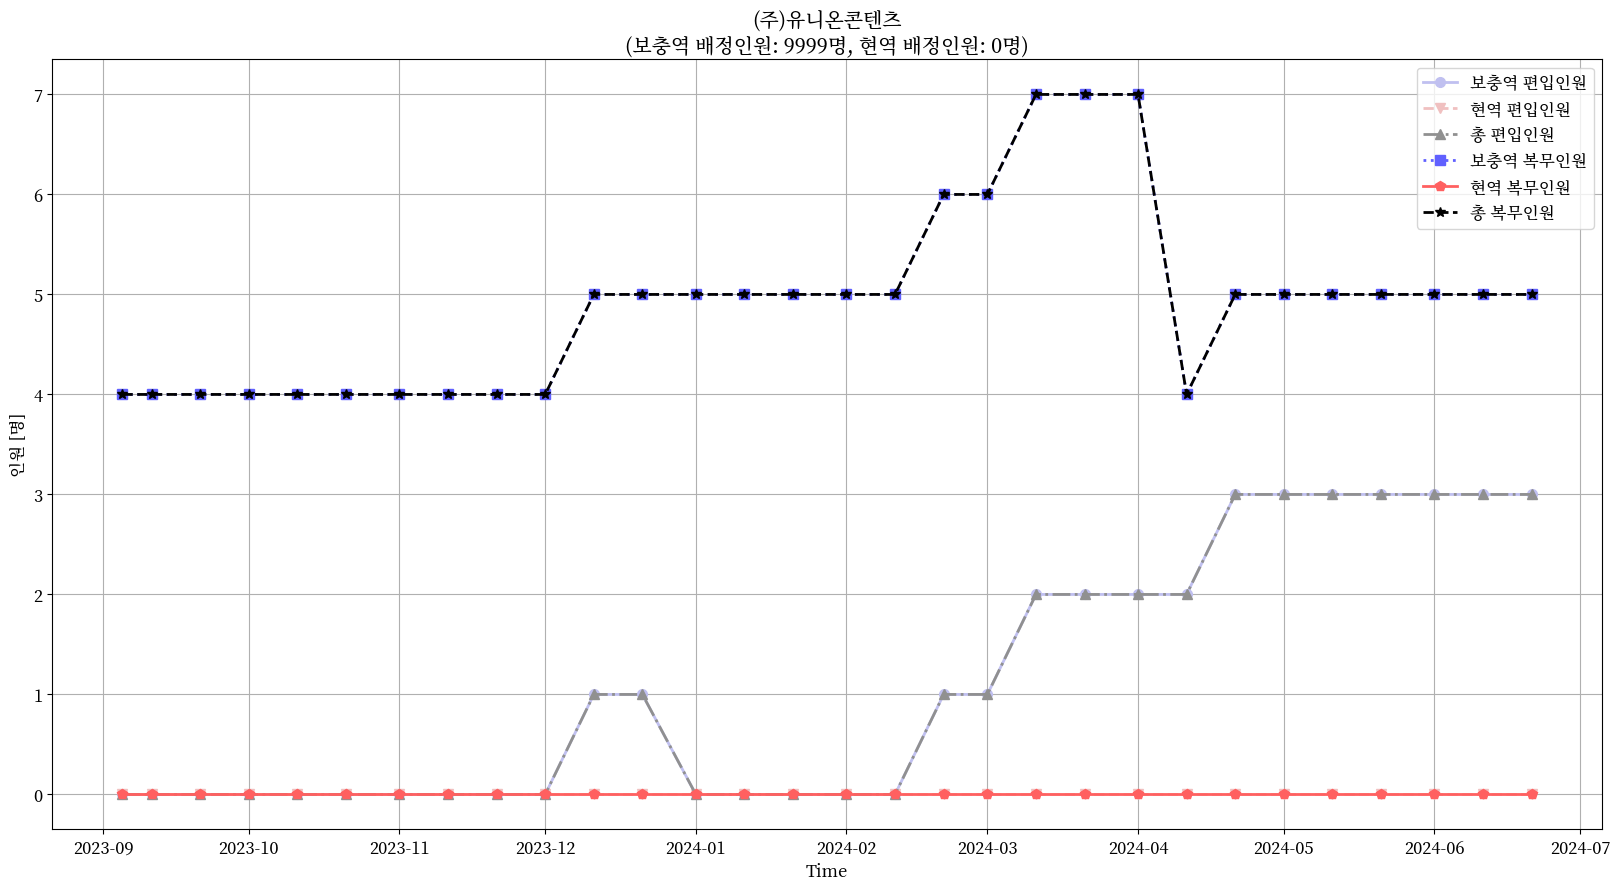 (주)유니온콘텐츠
(보충역 배정인원: 9999명, 현역 배정인원: 0명)
보충역 편입인원
현역 편입인원
총 편입인원
보충역 복무인원
현역 복무인원
총 복무인원
인원 [명]
7
6
5
4
3
2
1
0
2023-09
2023-10
2023-11
2023-12
2024-01
2024-02
2024-03
2024-04
2024-05
2024-06
2024-07
Time